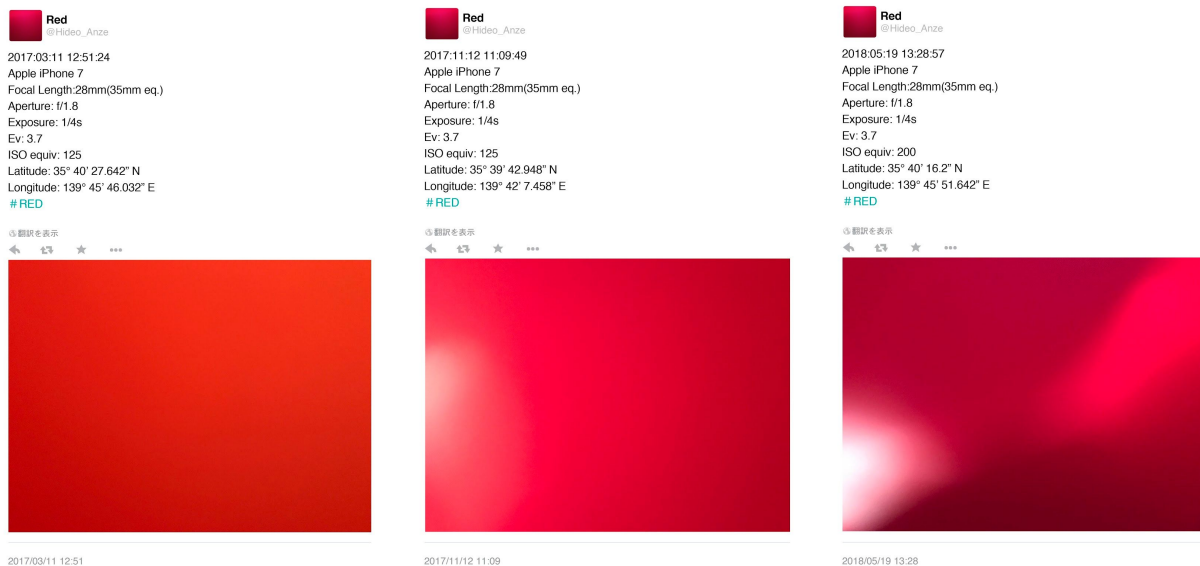 Red
@Hideo_Anze
2017:03:11 12:51:24
Apple iPhone 7
Focal Length:28mm(35mm eq.)
Aperture: f/1.8
Exposure: 1/4s
Ev: 3.7
ISO equiv: 125
Latitude: 35° 40’ 27.642” N
Longitude: 139° 45’ 46.032” E
#RED
翻訳を表示
2017/03/11 12:51
Red
@Hideo_Anze
2017:11:12 11:09:49
Apple iPhone 7
Focal Length:28mm(35mm eq.)
Aperture: f/1.8
Exposure: 1/4s
Ev: 3.7
ISO equiv: 125
Latitude: 35° 39’ 42.948” N
Longitude: 139° 42’ 7.458” E
#RED
翻訳を表示
2017/11/12 11:09
Red
@Hideo_Anze
2018:05:19 13:28:57
Apple iPhone 7
Focal Length:28mm(35mm eq.)
Aperture: f/1.8
Exposure: 1/4s
Ev: 3.7
ISO equiv: 200
Latitude: 35° 40’ 16.2” N
Longitude: 139° 45’ 51.642” E
#RED
翻訳を表示
2018/05/19 13:28